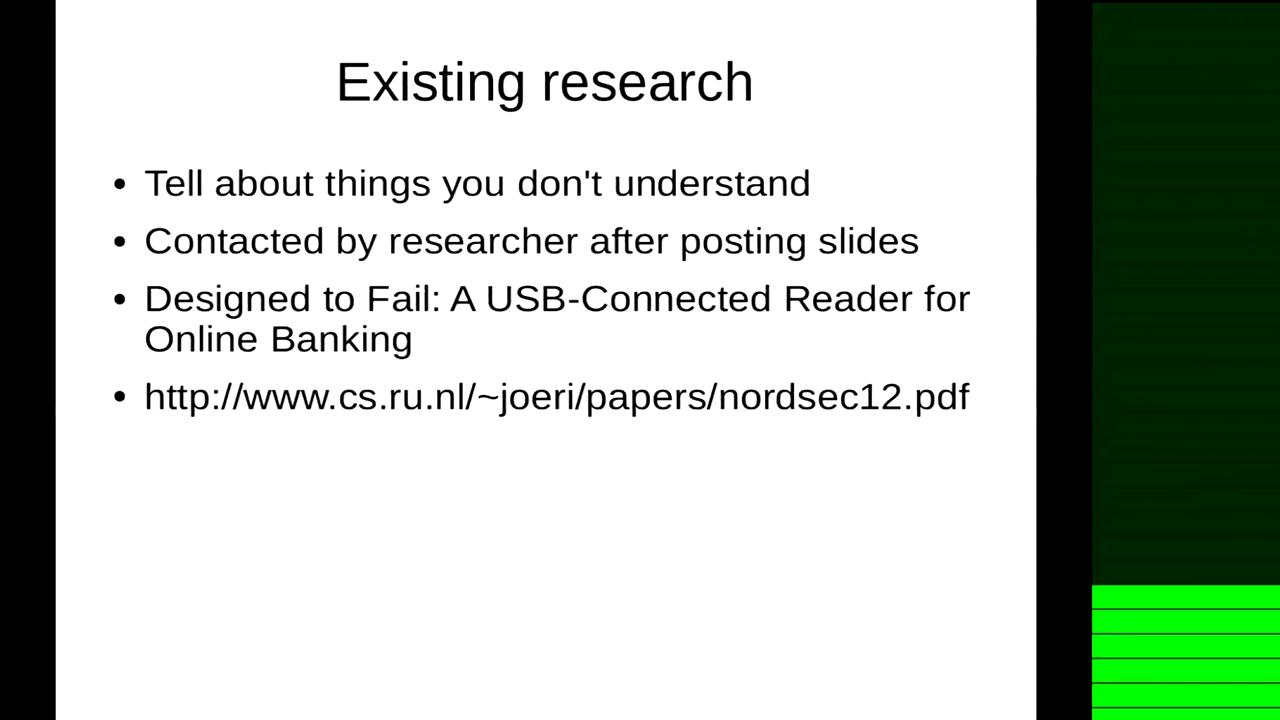 Existing research
• Tell about things you don't understand
• Contacted by researcher after posting slides
• Designed to Fail: A USB-Connected Reader for
Online Banking
• http://www.cs.ru.nl/~joeri/papers/nordsec12.pdf